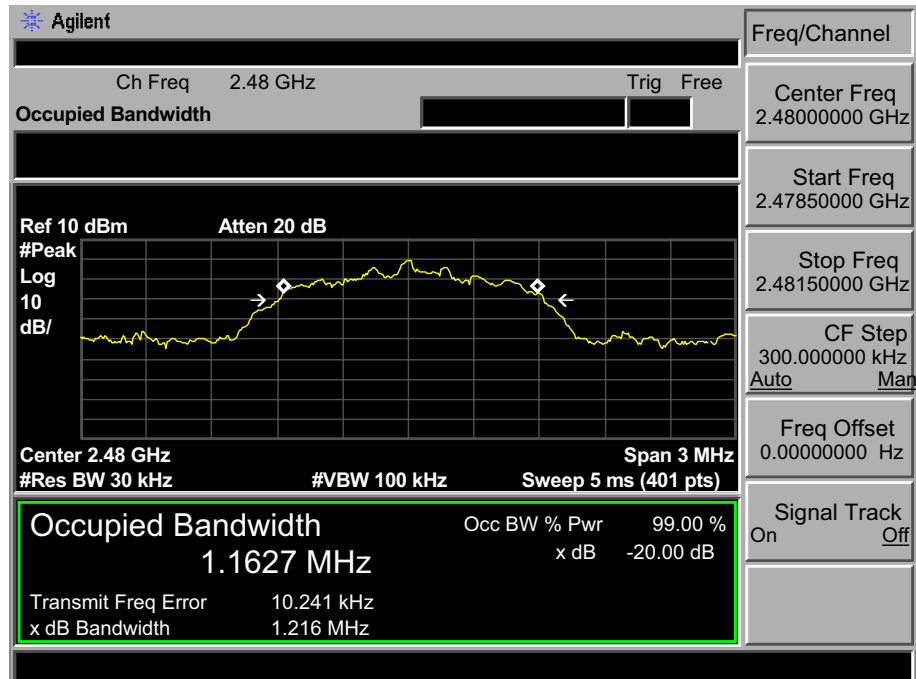 Agilent
Freq/Channel
Ch Freq 2.48 GHz Trig Free
Occupied Bandwidth
Center Freq
2.48000000 GHz
Start Freq
2.47850000 GHz
Ref 10 dBm Atten 20 dB
#Peak
Log
10
dB/
Stop Freq
2.48150000 GHz
CF Step
300.000000 kHz
Auto Man
Freq Offset
0.00000000 Hz
Center 2.48 GHz Span 3 MHz
#Res BW 30 kHz #VBW 100 kHz Sweep 5 ms (401 pts)
Signal Track
On Off
Occupied Bandwidth Occ BW % Pwr 99.00 %
1.1627 MHz x dB -20.00 dB
Transmit Freq Error 10.241 kHz
x dB Bandwidth 1.216 MHz